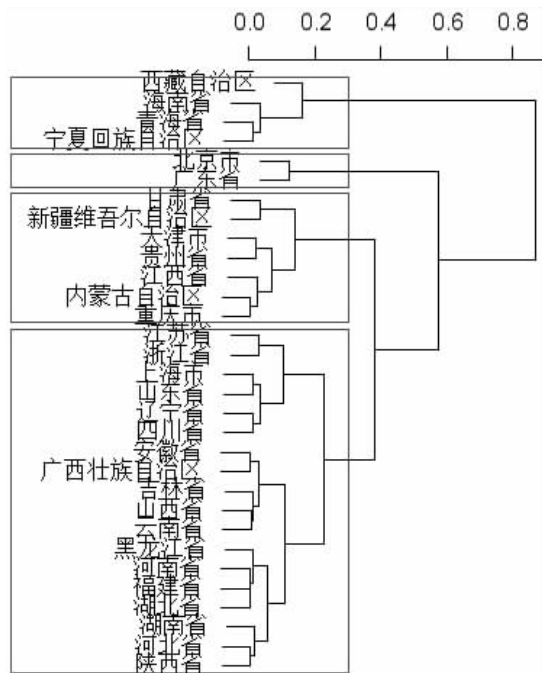 0.0 0.2 0.4 0.6 0.8
西藏自治区
海南省
青海省
宁夏回族自治区
北京市
广东省
甘肃省
新疆维吾尔自治区
天津市
贵州省
江西省
内蒙古自治区
重庆市
江苏省
浙江省
上海市
山东省
辽宁省
四川省
安徽省
广西壮族自治区
吉林省
山西省
云南省
黑龙江省
河南省
福建省
湖北省
湖南省
河北省
陕西省